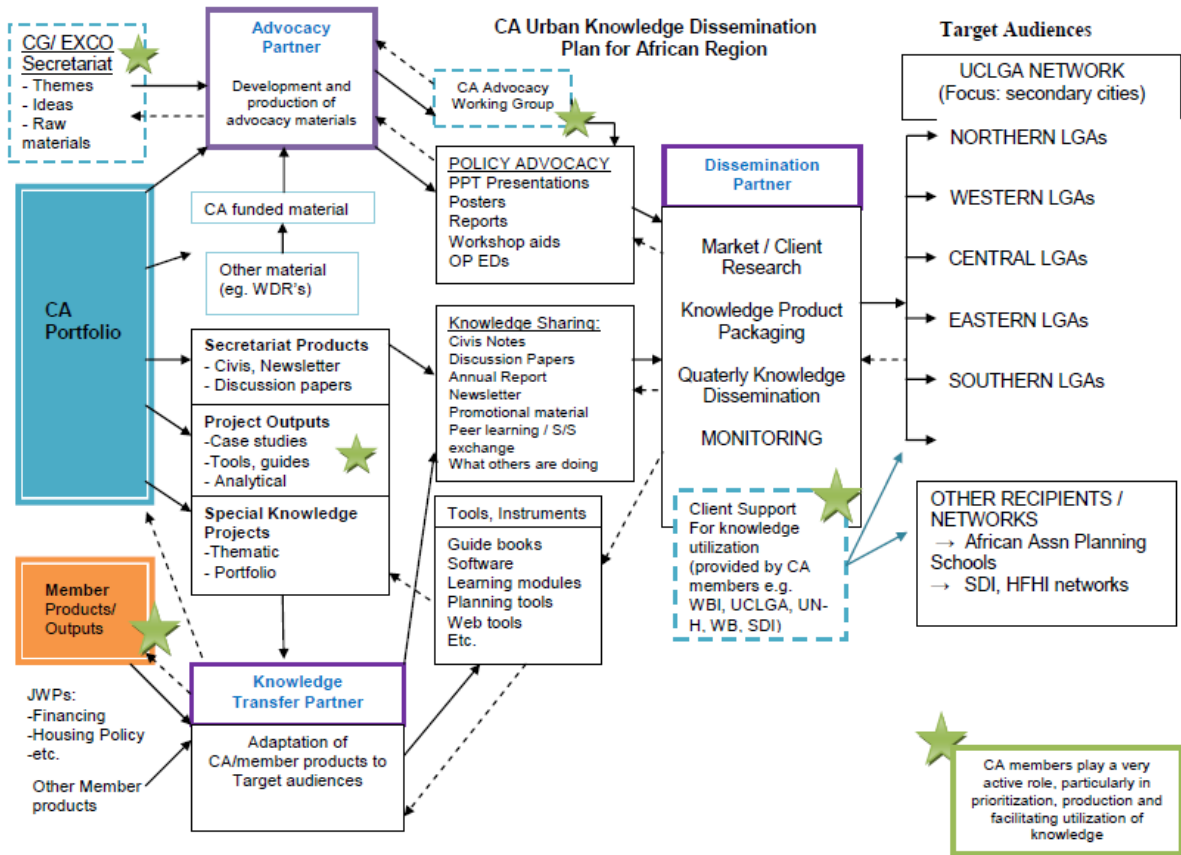 CA Urban Knowledge Dissemination
Plan for African Region
CG/ EXCO
Secretariat
- Themes
- Ideas
- Raw
materials
Advocacy
Partner
Development and
production of
advocacy materials
CA Advocacy
Working Group
Target Audiences
UCLGA NETWORK
(Focus: secondary cities)
NORTHERN LGAs
WESTERN LGAs
CENTRAL LGAs
EASTERN LGAs
SOUTHERN LGAs
CA
Portfolio
CA funded material
Other material
(eg. WDR's)
POLICY ADVOCACY
PPT Presentations
Posters
Reports
Workshop aids
OP EDs
Dissemination
Partner
Market / Client
Research
Knowledge Product
Packaging
Quaterly Knowledge
Dissemination
MONITORING
Secretariat Products
- Civis, Newsletter
- Discussion papers
Project Outputs
-Case studies
-Tools, guides
- Analytical
Special Knowledge
Projects
-Thematic
- Portfolio
Knowledge Sharing:
Civis Notes
Discussion Papers
Annual Report
Newsletter
Promotional material
Peer learning / S/S
exchange
What others are doing
Tools, Instruments
Guide books
Software
Learning modules
Planning tools
Web tools
Etc.
Client Support
For knowledge
utilization
(provided by CA
members e.g.
WBI, UCLGA, UN-
H, WB, SDI)
OTHER RECIPIENTS /
NETWORKS
→ African Assn Planning
Schools
→ SDI, HFHI networks
Member
Products/
Outputs
JWPs:
-Financing
-Housing Policy
-etc.
Other Member
products
Knowledge
Transfer Partner
Adaptation of
CA/member products to
Target audiences
CA members play a very
active role, particularly in
prioritization, production and
facilitating utilization of
knowledge